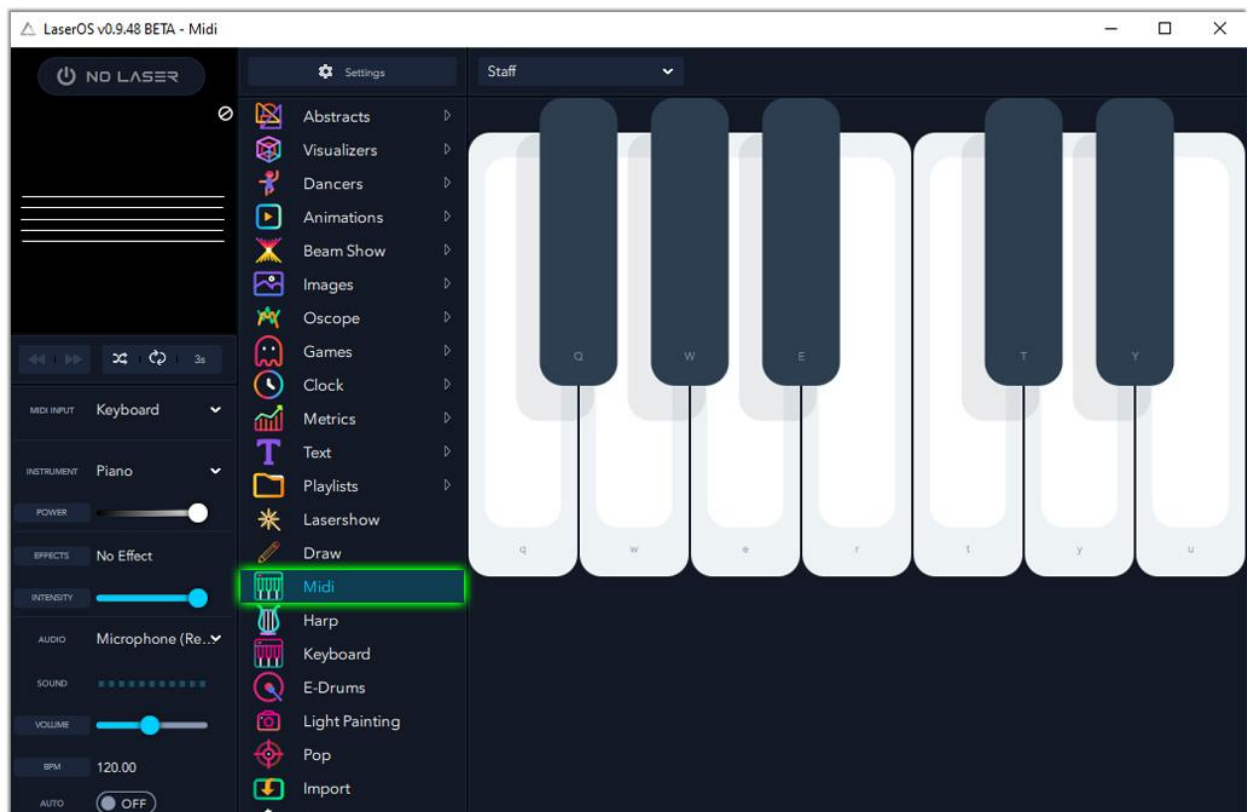 LaserOS v0.9.48 BETA - Midi
NO LASER
Settings
Staff
Abstracts
Visualizers
Dancers
Animations
Beam Show
Images
Oscope
Games
Clock
Metrics
Text
Playlists
Lasershow
Draw
Midi
Harp
Keyboard
E-Drums
Light Painting
Pop
Import
3s
MIDI INPUT Keyboard
INSTRUMENT Piano
POWER
EFFECTS No Effect
INTENSITY
AUDIO Microphone (Re...
SOUND
VOLUME
BPM 120.00
AUTO OFF
Q W E T Y
q w e r t y u